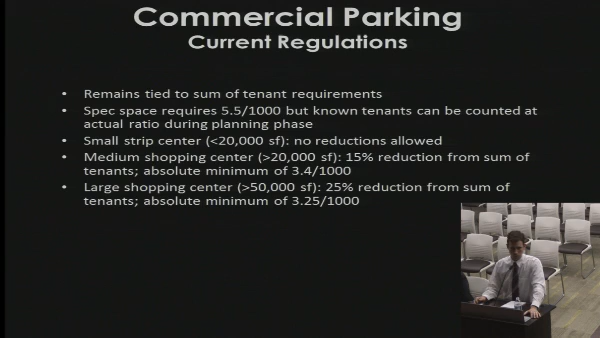 Commercial Parking
Current Regulations
• Remains tied to sum of tenant requirements
• Spec space requires 5.5/1000 but known tenants can be counted at
actual ratio during planning phase
• Small strip center (<20,000 sf): no reductions allowed
• Medium shopping center (>20,000 sf): 15% reduction from sum of
tenants; absolute minimum of 3.4/1000
• Large shopping center (>50,000 sf): 25% reduction from sum of
tenants; absolute minimum of 3.25/1000